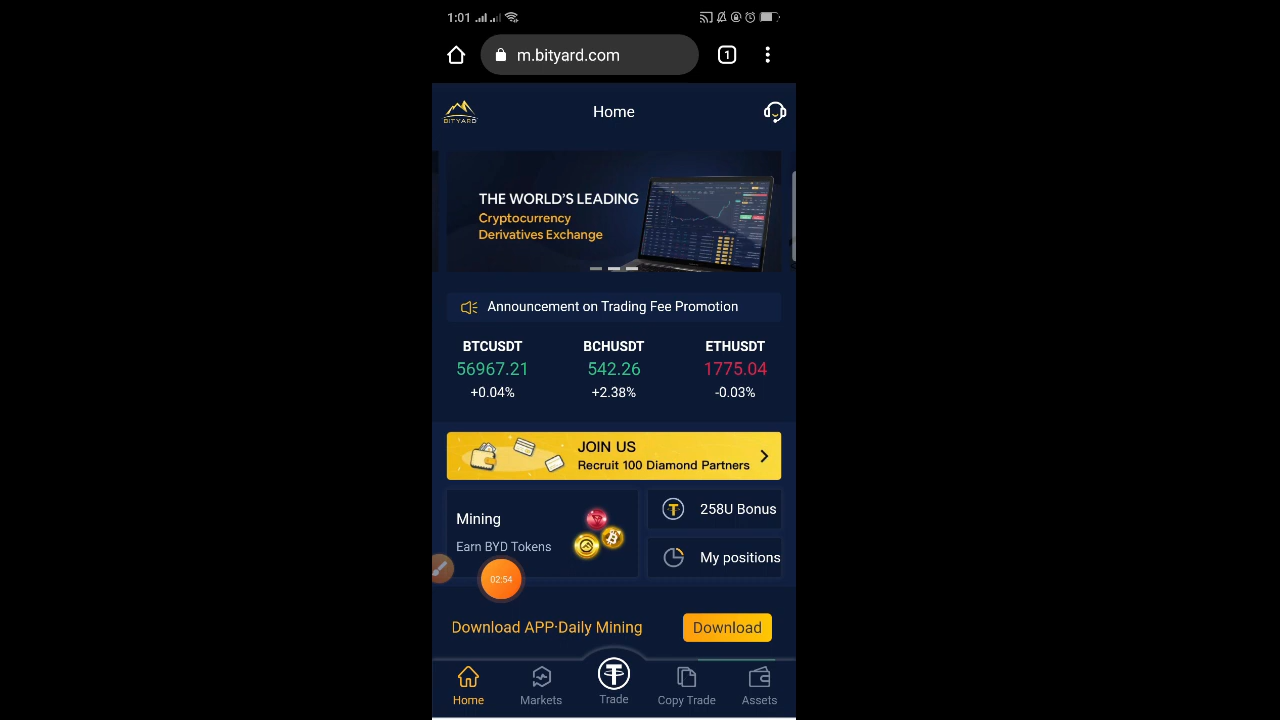 1:01
m.bityard.com
1
BITYARD
Home
THE WORLD'S LEADING
Cryptocurrency
Derivatives Exchange
Announcement on Trading Fee Promotion
BTCUSDT
BCHUSDT
ETHUSDT
56967.21
542.26
1775.04
+0.04%
+2.38%
-0.03%
JOIN US
Recruit 100 Diamond Partners
Mining
Earn BYD Tokens
258U Bonus
My positions
02:54
Download APP·Daily Mining
Download
Home
Markets
Trade
Copy Trade
Assets